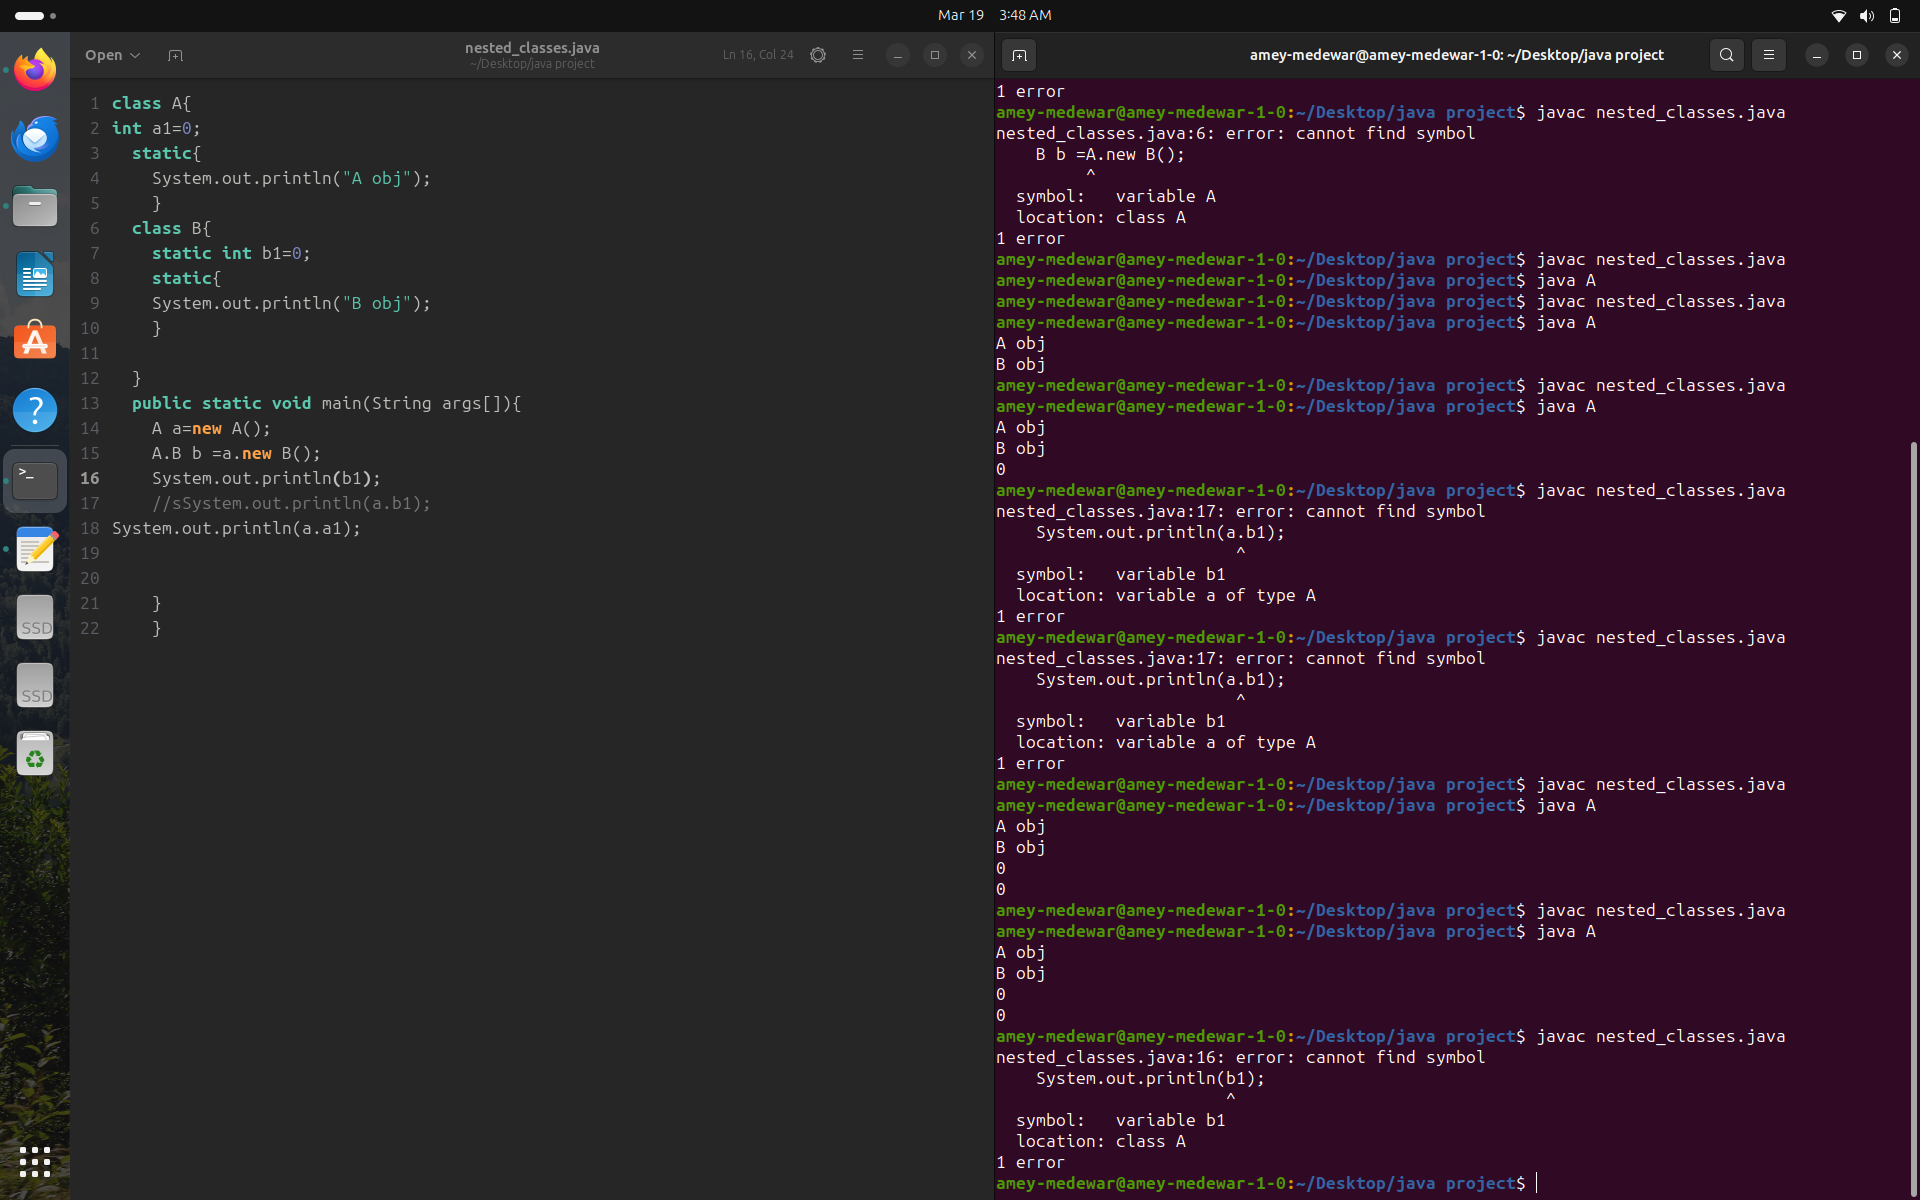 Mar 19 3:48 AM
Open
nested_classes.java
~/Desktop/java project
Ln 16, Col 24
1 class A{
2 int a1=0;
3 static{
4 System.out.println("A obj");
5 }
6 class B{
7 static int b1=0;
8 static{
9 System.out.println("B obj");
10 }
11
12 }
13 public static void main(String args[]){
14 A a=new A();
15 A.B b =a.new B();
16 System.out.println(b1);
17 //sSystem.out.println(a.b1);
18 System.out.println(a.a1);
19
20
21 }
22 }
SSD
SSD
amey-medewar@amey-medewar-1-0: ~/Desktop/java project
1 error
amey-medewar@amey-medewar-1-0:~/Desktop/java project$ javac nested_classes.java
nested_classes.java:6: error: cannot find symbol
B b =A.new B();
^
symbol: variable A
location: class A
1 error
amey-medewar@amey-medewar-1-0:~/Desktop/java project$ javac nested_classes.java
amey-medewar@amey-medewar-1-0:~/Desktop/java project$ java A
amey-medewar@amey-medewar-1-0:~/Desktop/java project$ javac nested_classes.java
amey-medewar@amey-medewar-1-0:~/Desktop/java project$ java A
A obj
B obj
amey-medewar@amey-medewar-1-0:~/Desktop/java project$ javac nested_classes.java
amey-medewar@amey-medewar-1-0:~/Desktop/java project$ java A
A obj
B obj
0
amey-medewar@amey-medewar-1-0:~/Desktop/java project$ javac nested_classes.java
nested_classes.java:17: error: cannot find symbol
System.out.println(a.b1);
^
symbol: variable b1
location: variable a of type A
1 error
amey-medewar@amey-medewar-1-0:~/Desktop/java project$ javac nested_classes.java
nested_classes.java:17: error: cannot find symbol
System.out.println(a.b1);
^
symbol: variable b1
location: variable a of type A
1 error
amey-medewar@amey-medewar-1-0:~/Desktop/java project$ javac nested_classes.java
amey-medewar@amey-medewar-1-0:~/Desktop/java project$ java A
A obj
B obj
0
0
amey-medewar@amey-medewar-1-0:~/Desktop/java project$ javac nested_classes.java
amey-medewar@amey-medewar-1-0:~/Desktop/java project$ java A
A obj
B obj
0
0
amey-medewar@amey-medewar-1-0:~/Desktop/java project$ javac nested_classes.java
nested_classes.java:16: error: cannot find symbol
System.out.println(b1);
^
symbol: variable b1
location: class A
1 error
amey-medewar@amey-medewar-1-0:~/Desktop/java project$